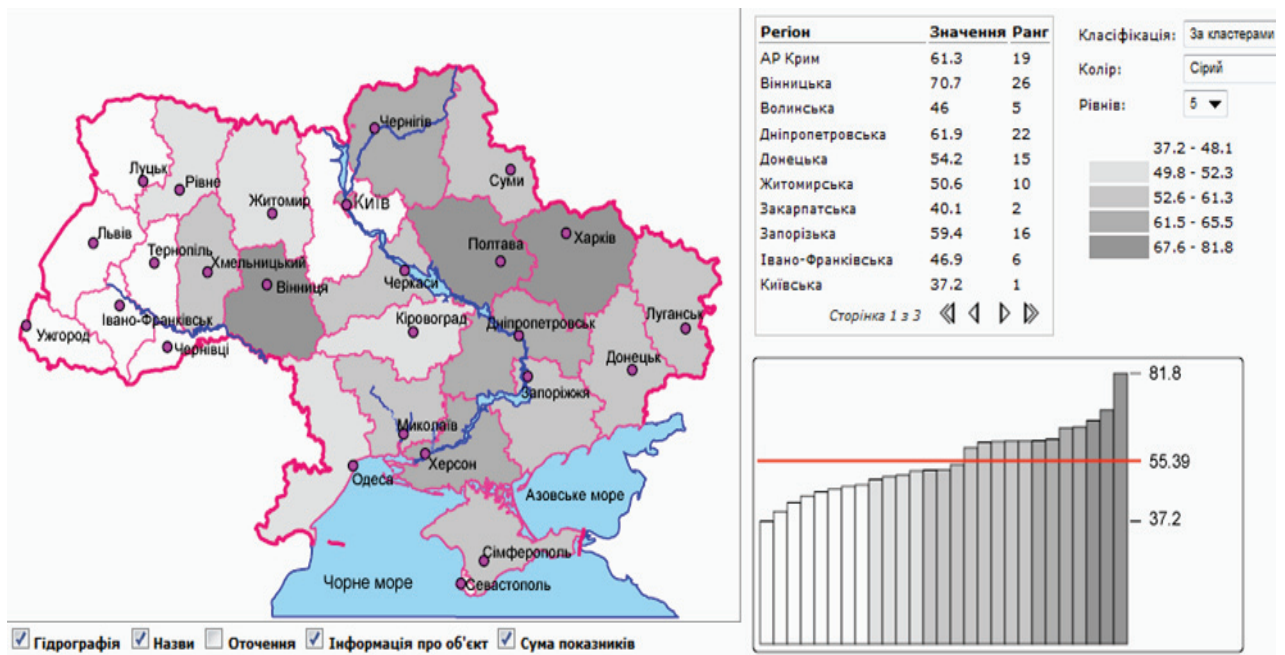 Чернігів
Луцьк
Рівне
Суми
Житомир
Київ
Львів
Тернопіль
Полтава
Харків
Хмельницький
Вінниця
Черкаси
Івано-Франківськ
Кіровоград
Дніпропетровськ
Луганськ
Ужгород
Чернівці
Донецьк
Запоріжжя
Миколаїв
Херсон
Одеса
Азовське море
Сімферополь
Чорне море
Севастополь
Гідрографія Назви Оточення Інформація про об'єкт Сума показників
Регіон Значення Ранг
АР Крим 61.3 19
Вінницька 70.7 26
Волинська 46 5
Дніпропетровська 61.9 22
Донецька 54.2 15
Житомирська 50.6 10
Закарпатська 40.1 2
Запорізька 59.4 16
Івано-Франківська 46.9 6
Київська 37.2 1
Сторінка 1 з 3
Класіфікація: За кластерами
Колір: Сірий
Рівнів: 5
37.2 - 48.1
49.8 - 52.3
52.6 - 61.3
61.5 - 65.5
67.6 - 81.8
81.8
55.39
37.2